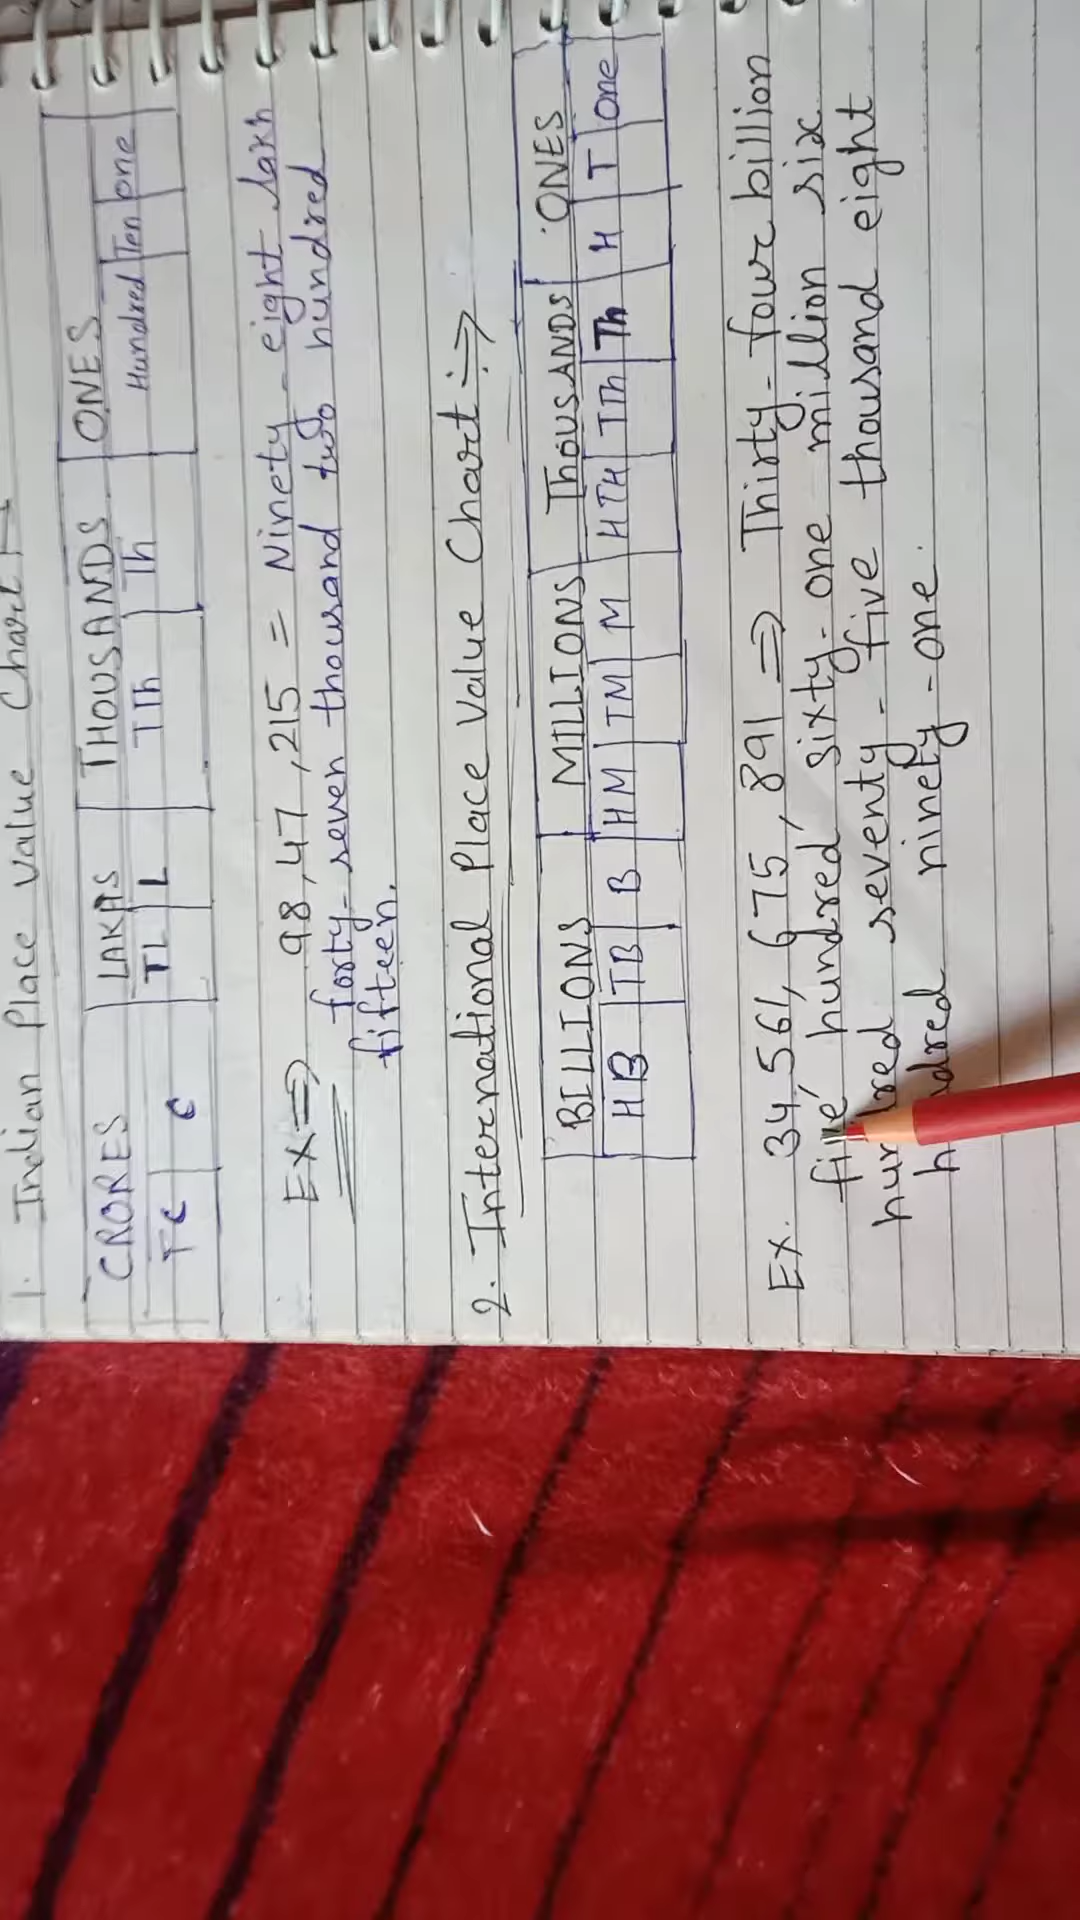 1. Indian Place Value Chart
CRORES LAKHS THOUSANDS ONES
TC C TL L TTh Th Hundred Ten one
Ex ⇒ 98,47,215 = Ninety-eight lakh
forty-seven thousand two hundred
fifteen.
2. International Place Value Chart :⇒
BILLIONS MILLIONS THOUSANDS ONES
HB TB B HM TM M HTH TTh Th H T One
Ex. 34,561,675,891 ⇒ Thirty-four billion
five hundred sixty-one million six
hundred seventy-five thousand eight
hundred ninety-one.